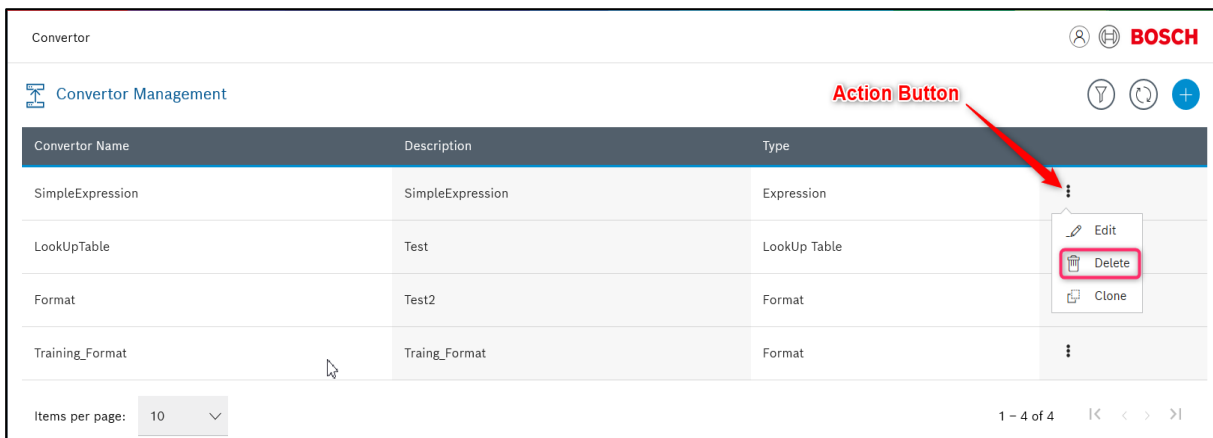 Convertor
BOSCH
Convertor Management
Action Button
Convertor Name Description Type
SimpleExpression SimpleExpression Expression
Edit
LookUpTable Test LookUp Table
Delete
Format Test2 Format
Clone
Training_Format Traing_Format Format
Items per page: 10 1 – 4 of 4